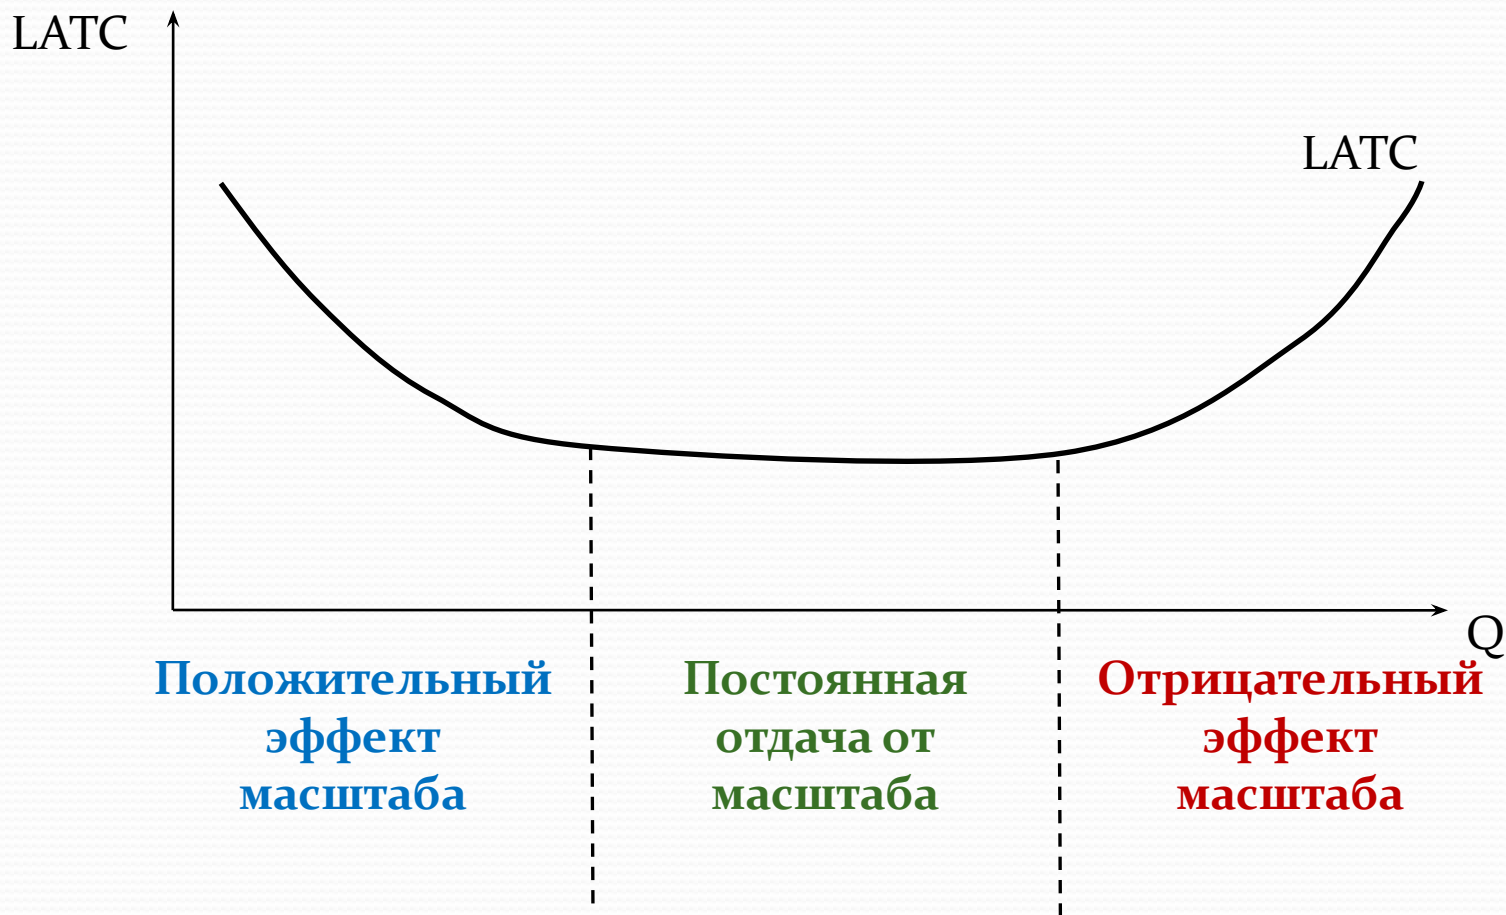 LATC
LATC
Q
Положительный
эффект
масштаба
Постоянная
отдача от
масштаба
Отрицательный
эффект
масштаба